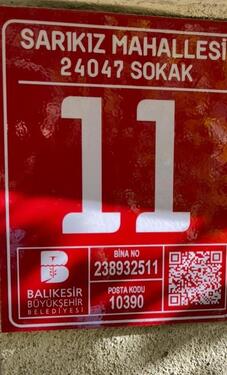 SARIKIZ MAHALLESİ
24047 SOKAK
11
BİNA NO
238932511
POSTA KODU
10390
B
BALIKESİR
BÜYÜKŞEHİR
BELEDİYESİ